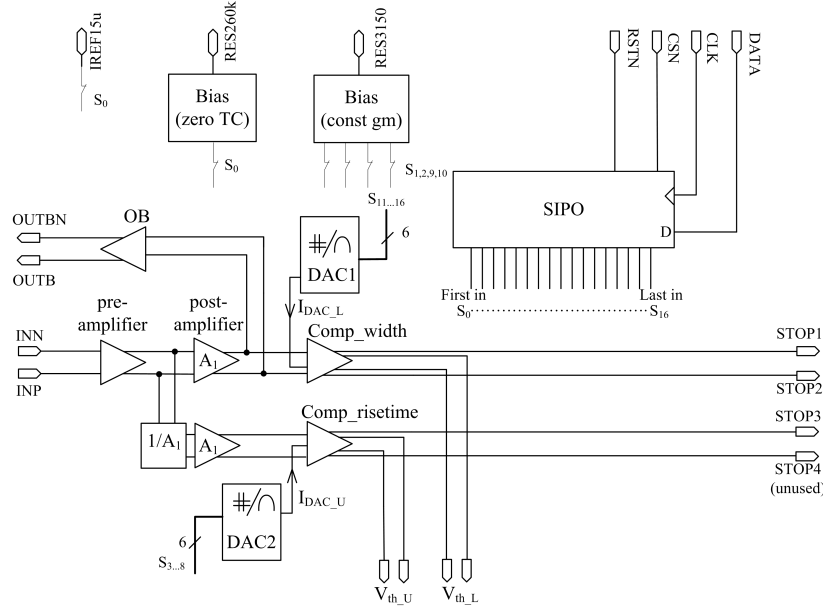 IREF15u
RES260k
RES3150
RSTN
CSN
CLK
DATA
S0
Bias
(zero TC)
Bias
(const gm)
S0
S1,2,9,10
S11...16
SIPO
D
6
#/∩
DAC1
OUTBN
OB
OUTB
IDAC_L
First in
Last in
S0
S16
pre-
amplifier
post-
amplifier
Comp_width
INN
INP
A1
STOP1
STOP2
Comp_risetime
STOP3
1/A1
A1
STOP4
(unused)
IDAC_U
#/∩
DAC2
6
S3...8
Vth_U
Vth_L